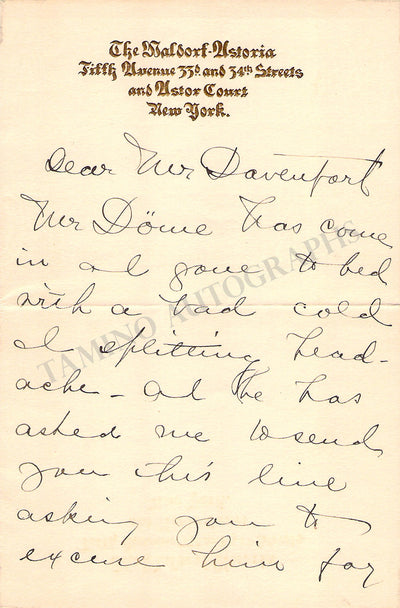 The Waldorf-Astoria
Fifth Avenue 33d. and 34th Streets
and Astor Court
New York.
Dear Mr Davenport
Mr Döme has come
in and gone to bed
with a bad cold
& splitting head-
ache - and he has
asked me to send
you this line
asking you to
excuse him for
TAMINO AUTOGRAPHS